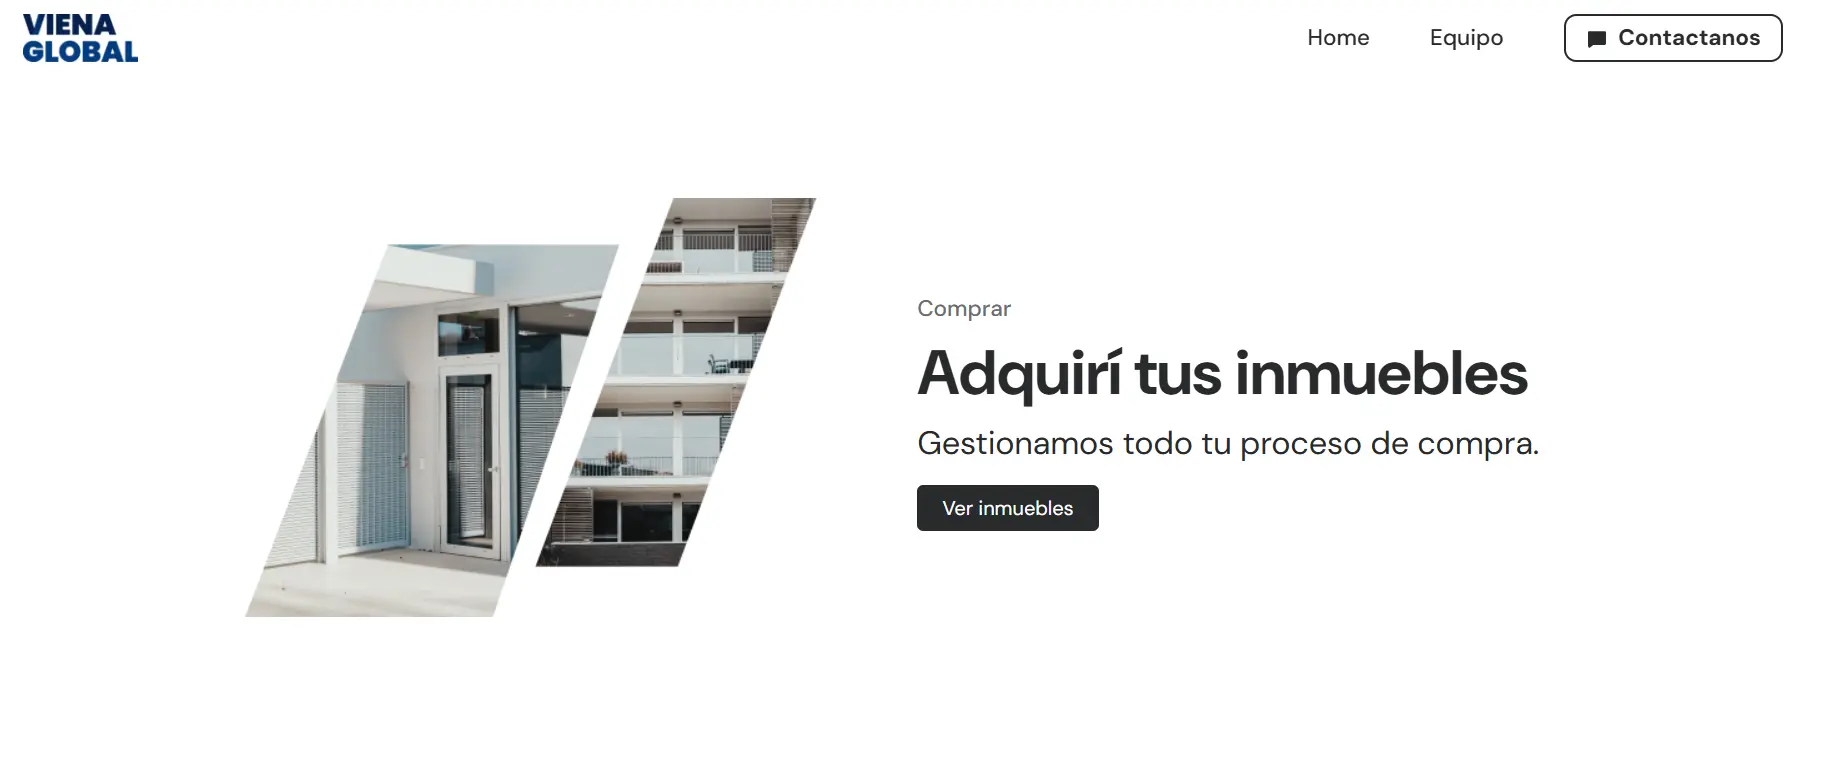 VIENA
GLOBAL
Home
Equipo
Contactanos
Comprar
Adquirí tus inmuebles
Gestionamos todo tu proceso de compra.
Ver inmuebles